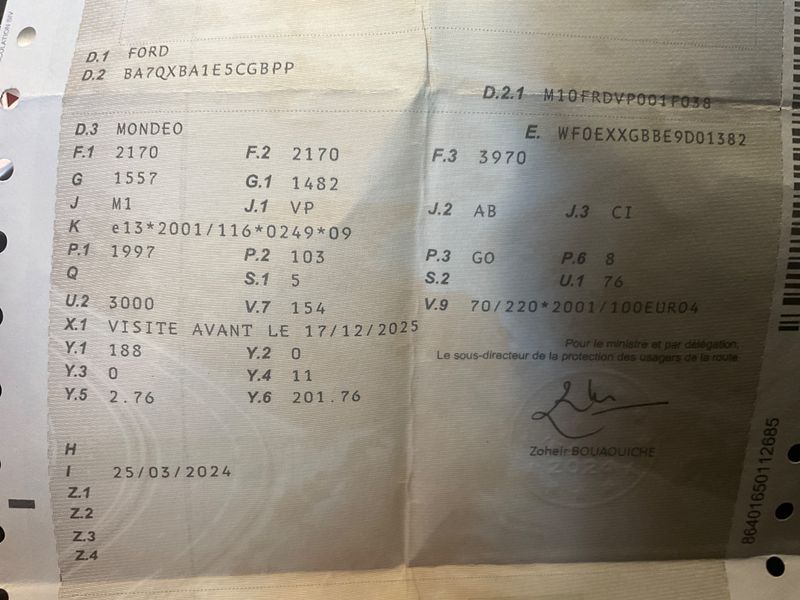 D.1 FORD
D.2 BA7QXBA1E5CGBPP
D.2.1 M10FRDVP001F038
D.3 MONDEO
E. WF0EXXGBBE9D01382
F.1 2170 F.2 2170 F.3 3970
G 1557 G.1 1482
J M1 J.1 VP J.2 AB J.3 CI
K e13*2001/116*0249*09
P.1 1997 P.2 103 P.3 GO P.6 8
Q S.1 5 S.2 U.1 76
U.2 3000 V.7 154 V.9 70/220*2001/100EURO4
X.1 VISITE AVANT LE 17/12/2025
Y.1 188 Y.2 0
Y.3 0 Y.4 11
Y.5 2.76 Y.6 201.76
Pour le ministre et par délégation,
Le sous-directeur de la protection des usagers de la route
Zoheir BOUAOUICHE
2024
H
I 25/03/2024
Z.1
Z.2
Z.3
Z.4
86401650112685